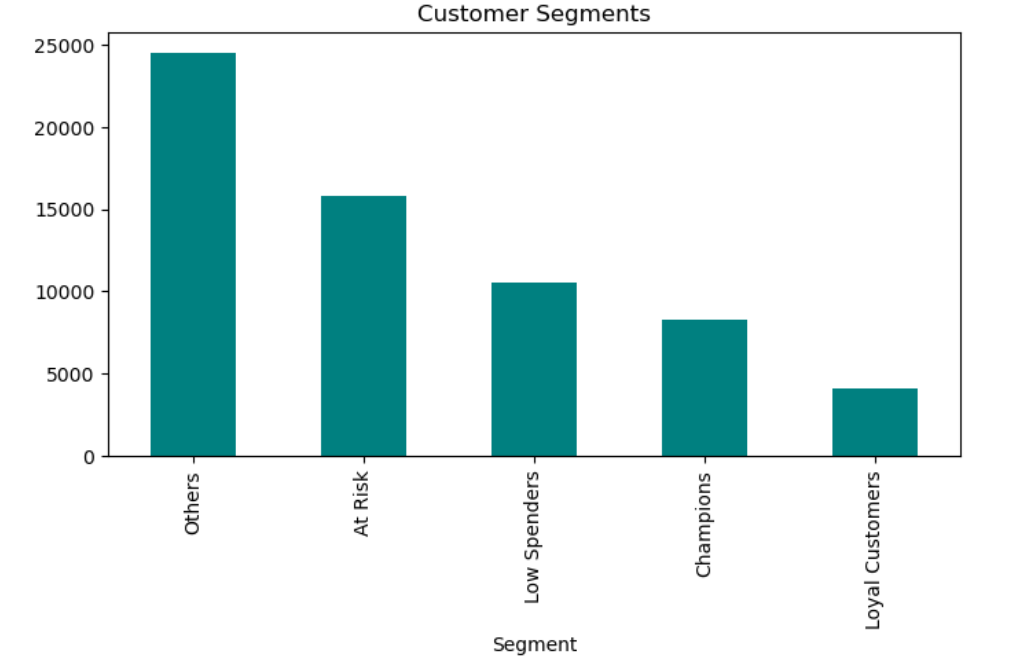 Customer Segments
25000
20000
15000
10000
5000
0
Others
At Risk
Low Spenders
Champions
Loyal Customers
Segment